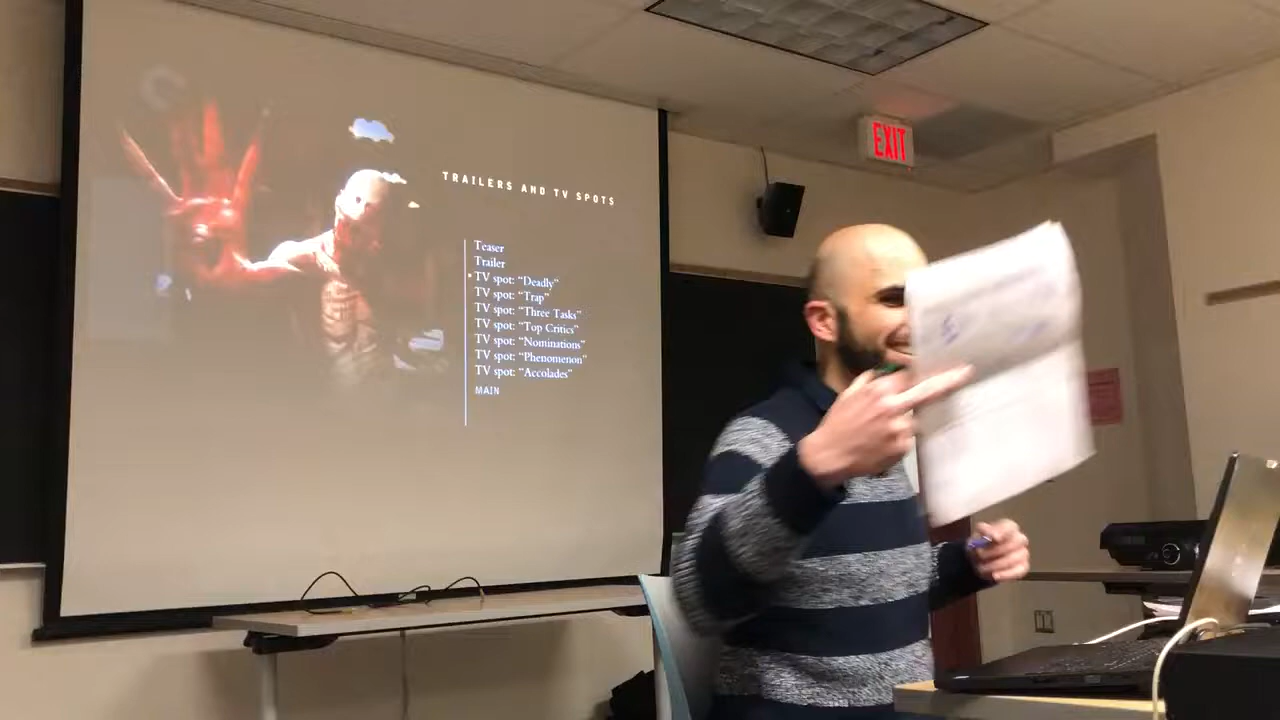 TRAILERS AND TV SPOTS
Teaser
Trailer
TV spot: “Deadly”
TV spot: “Trap”
TV spot: “Three Tasks”
TV spot: “Top Critics”
TV spot: “Nominations”
TV spot: “Phenomenon”
TV spot: “Accolades”
MAIN
EXIT